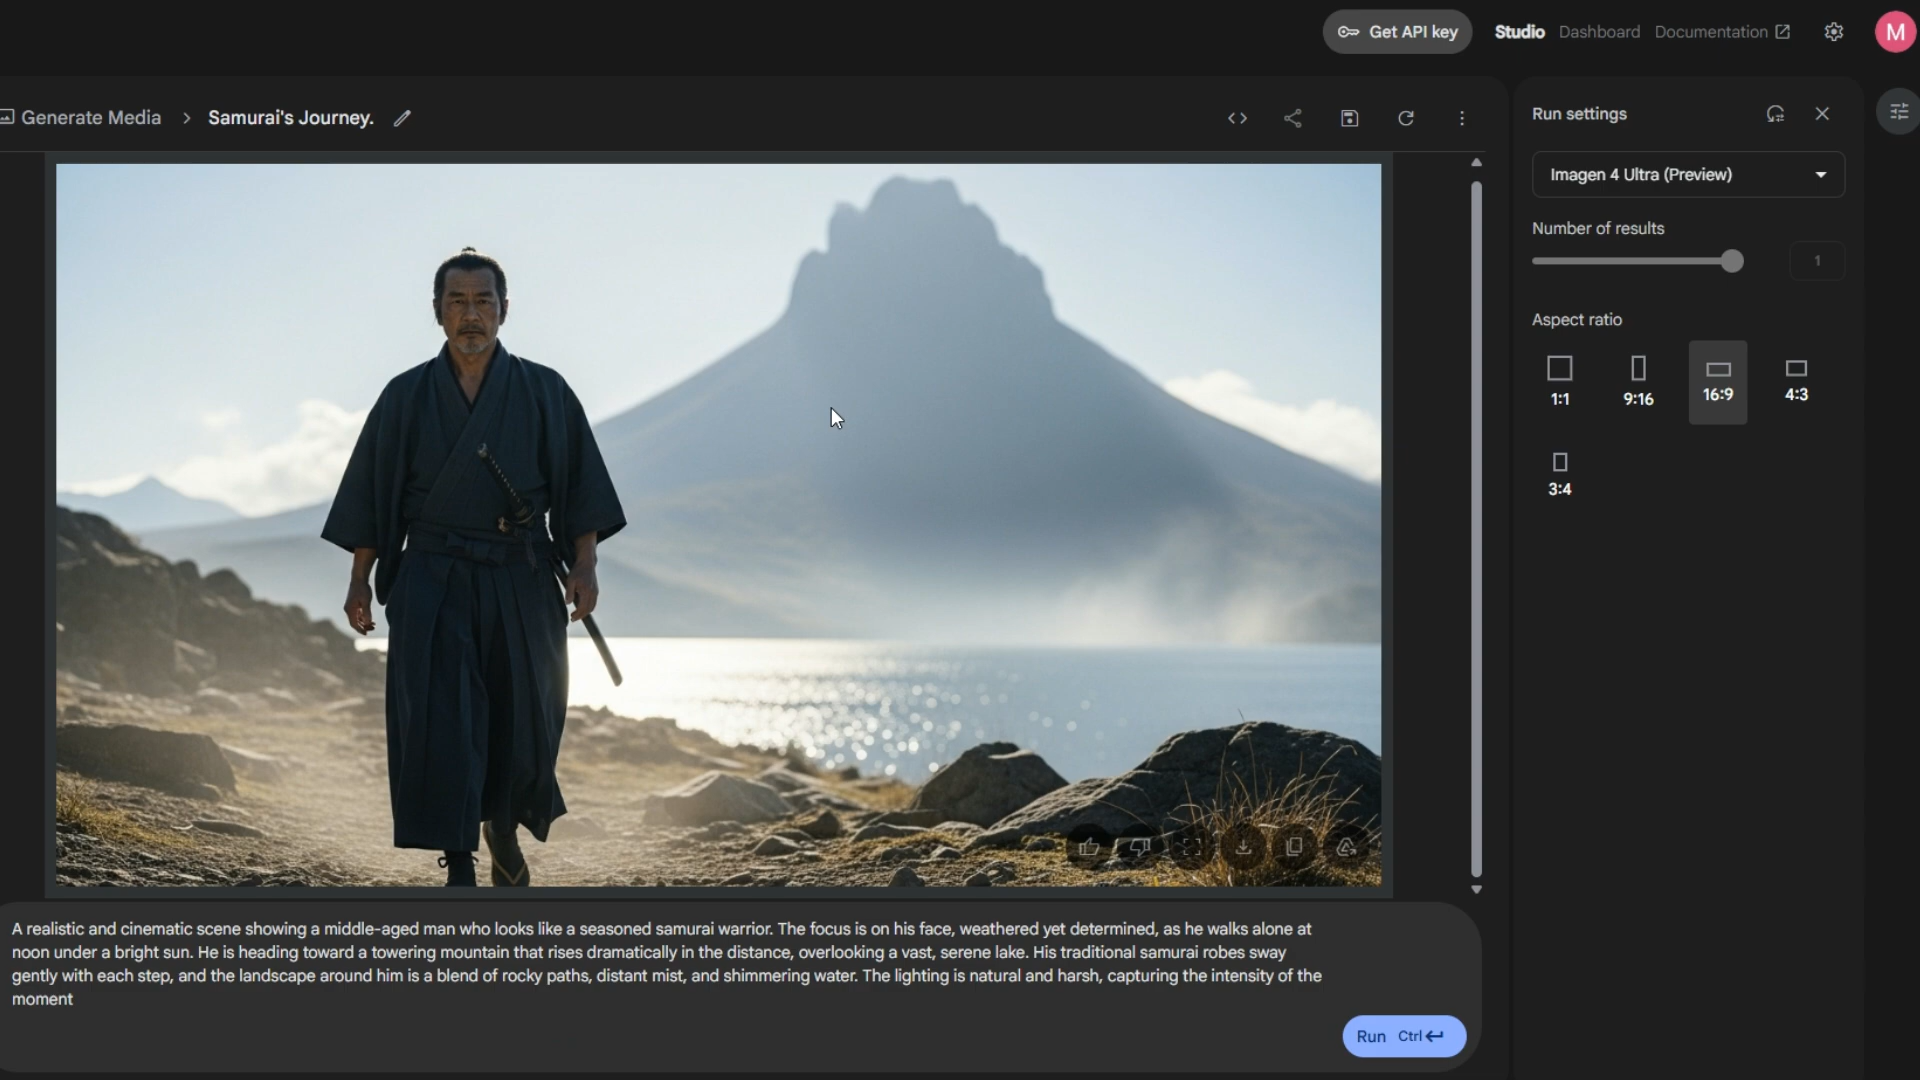 Get API key
Studio
Dashboard
Documentation
M
Generate Media
Samurai's Journey.
Run settings
Imagen 4 Ultra (Preview)
Number of results
1
Aspect ratio
1:1
9:16
16:9
4:3
3:4
A realistic and cinematic scene showing a middle-aged man who looks like a seasoned samurai warrior. The focus is on his face, weathered yet determined, as he walks alone at
noon under a bright sun. He is heading toward a towering mountain that rises dramatically in the distance, overlooking a vast, serene lake. His traditional samurai robes sway
gently with each step, and the landscape around him is a blend of rocky paths, distant mist, and shimmering water. The lighting is natural and harsh, capturing the intensity of the
moment
Run Ctrl